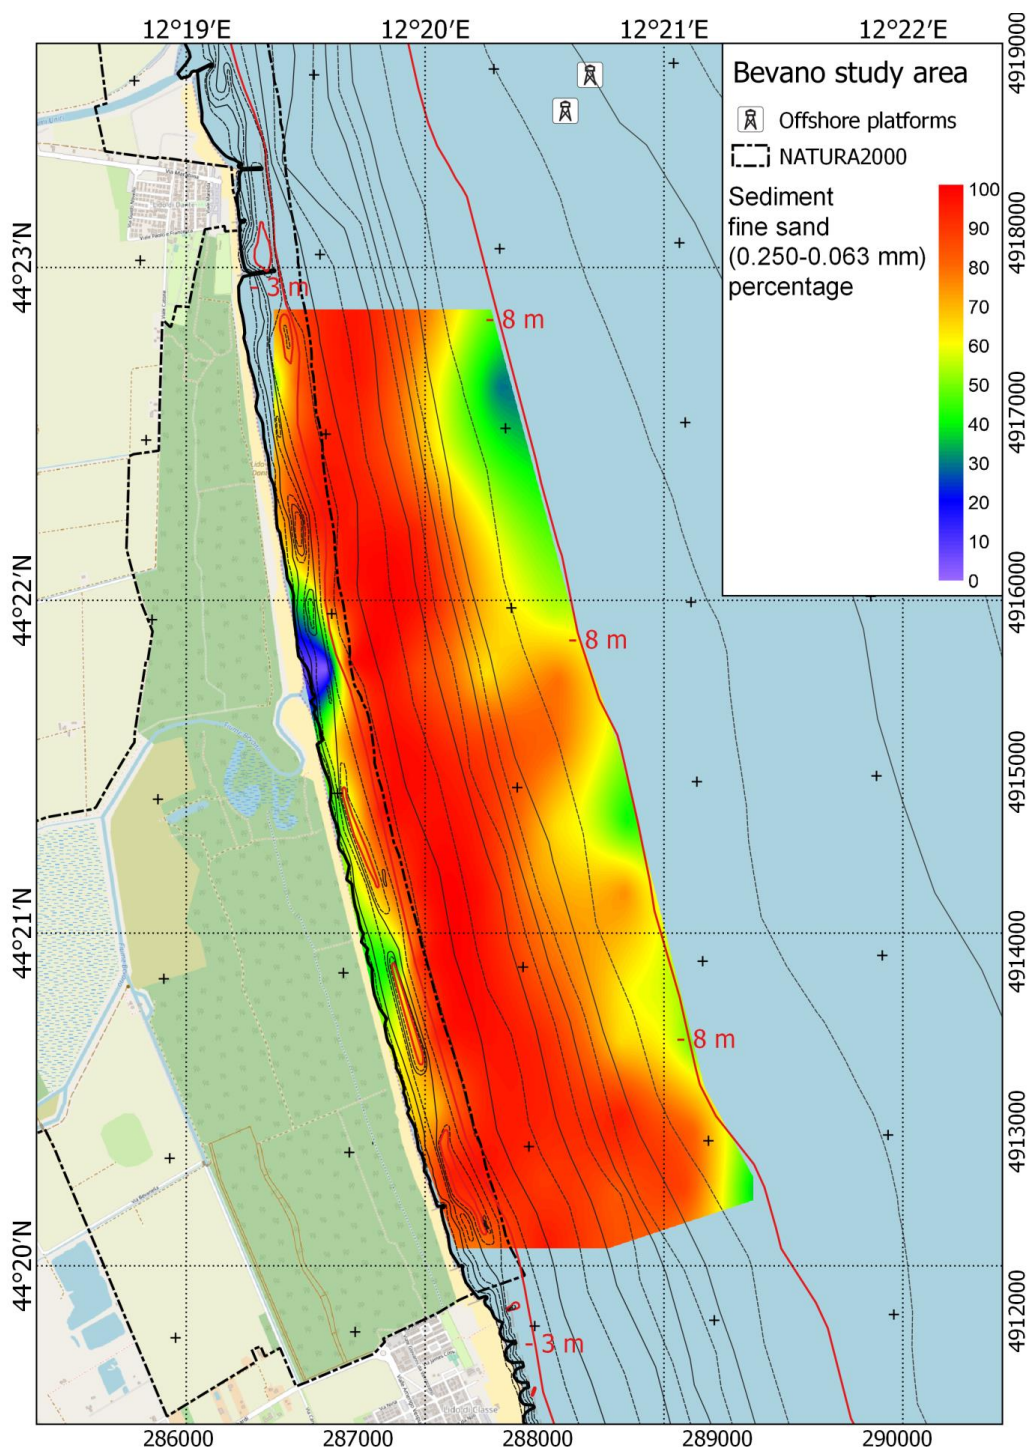 12°19′E 12°20′E 12°21′E 12°22′E
4919000
Bevano study area
Offshore platforms
NATURA2000
Sediment
fine sand
(0.250-0.063 mm)
percentage
100
90
80
70
60
50
40
30
20
10
0
4918000
44°23′N
- 3 m
- 8 m
4917000
44°22′N
4916000
- 8 m
4915000
44°21′N
4914000
- 8 m
4913000
44°20′N
4912000
- 3 m
Lido di Classe
286000 287000 288000 289000 290000